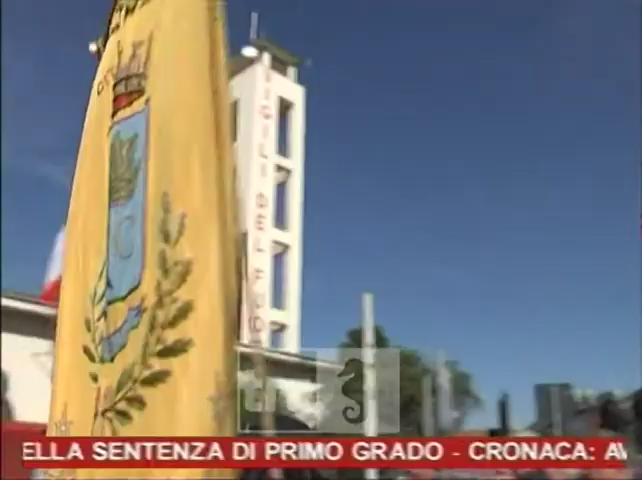 VIGILI DEL FUOCO
C
ELLA SENTENZA DI PRIMO GRADO - CRONACA: AV